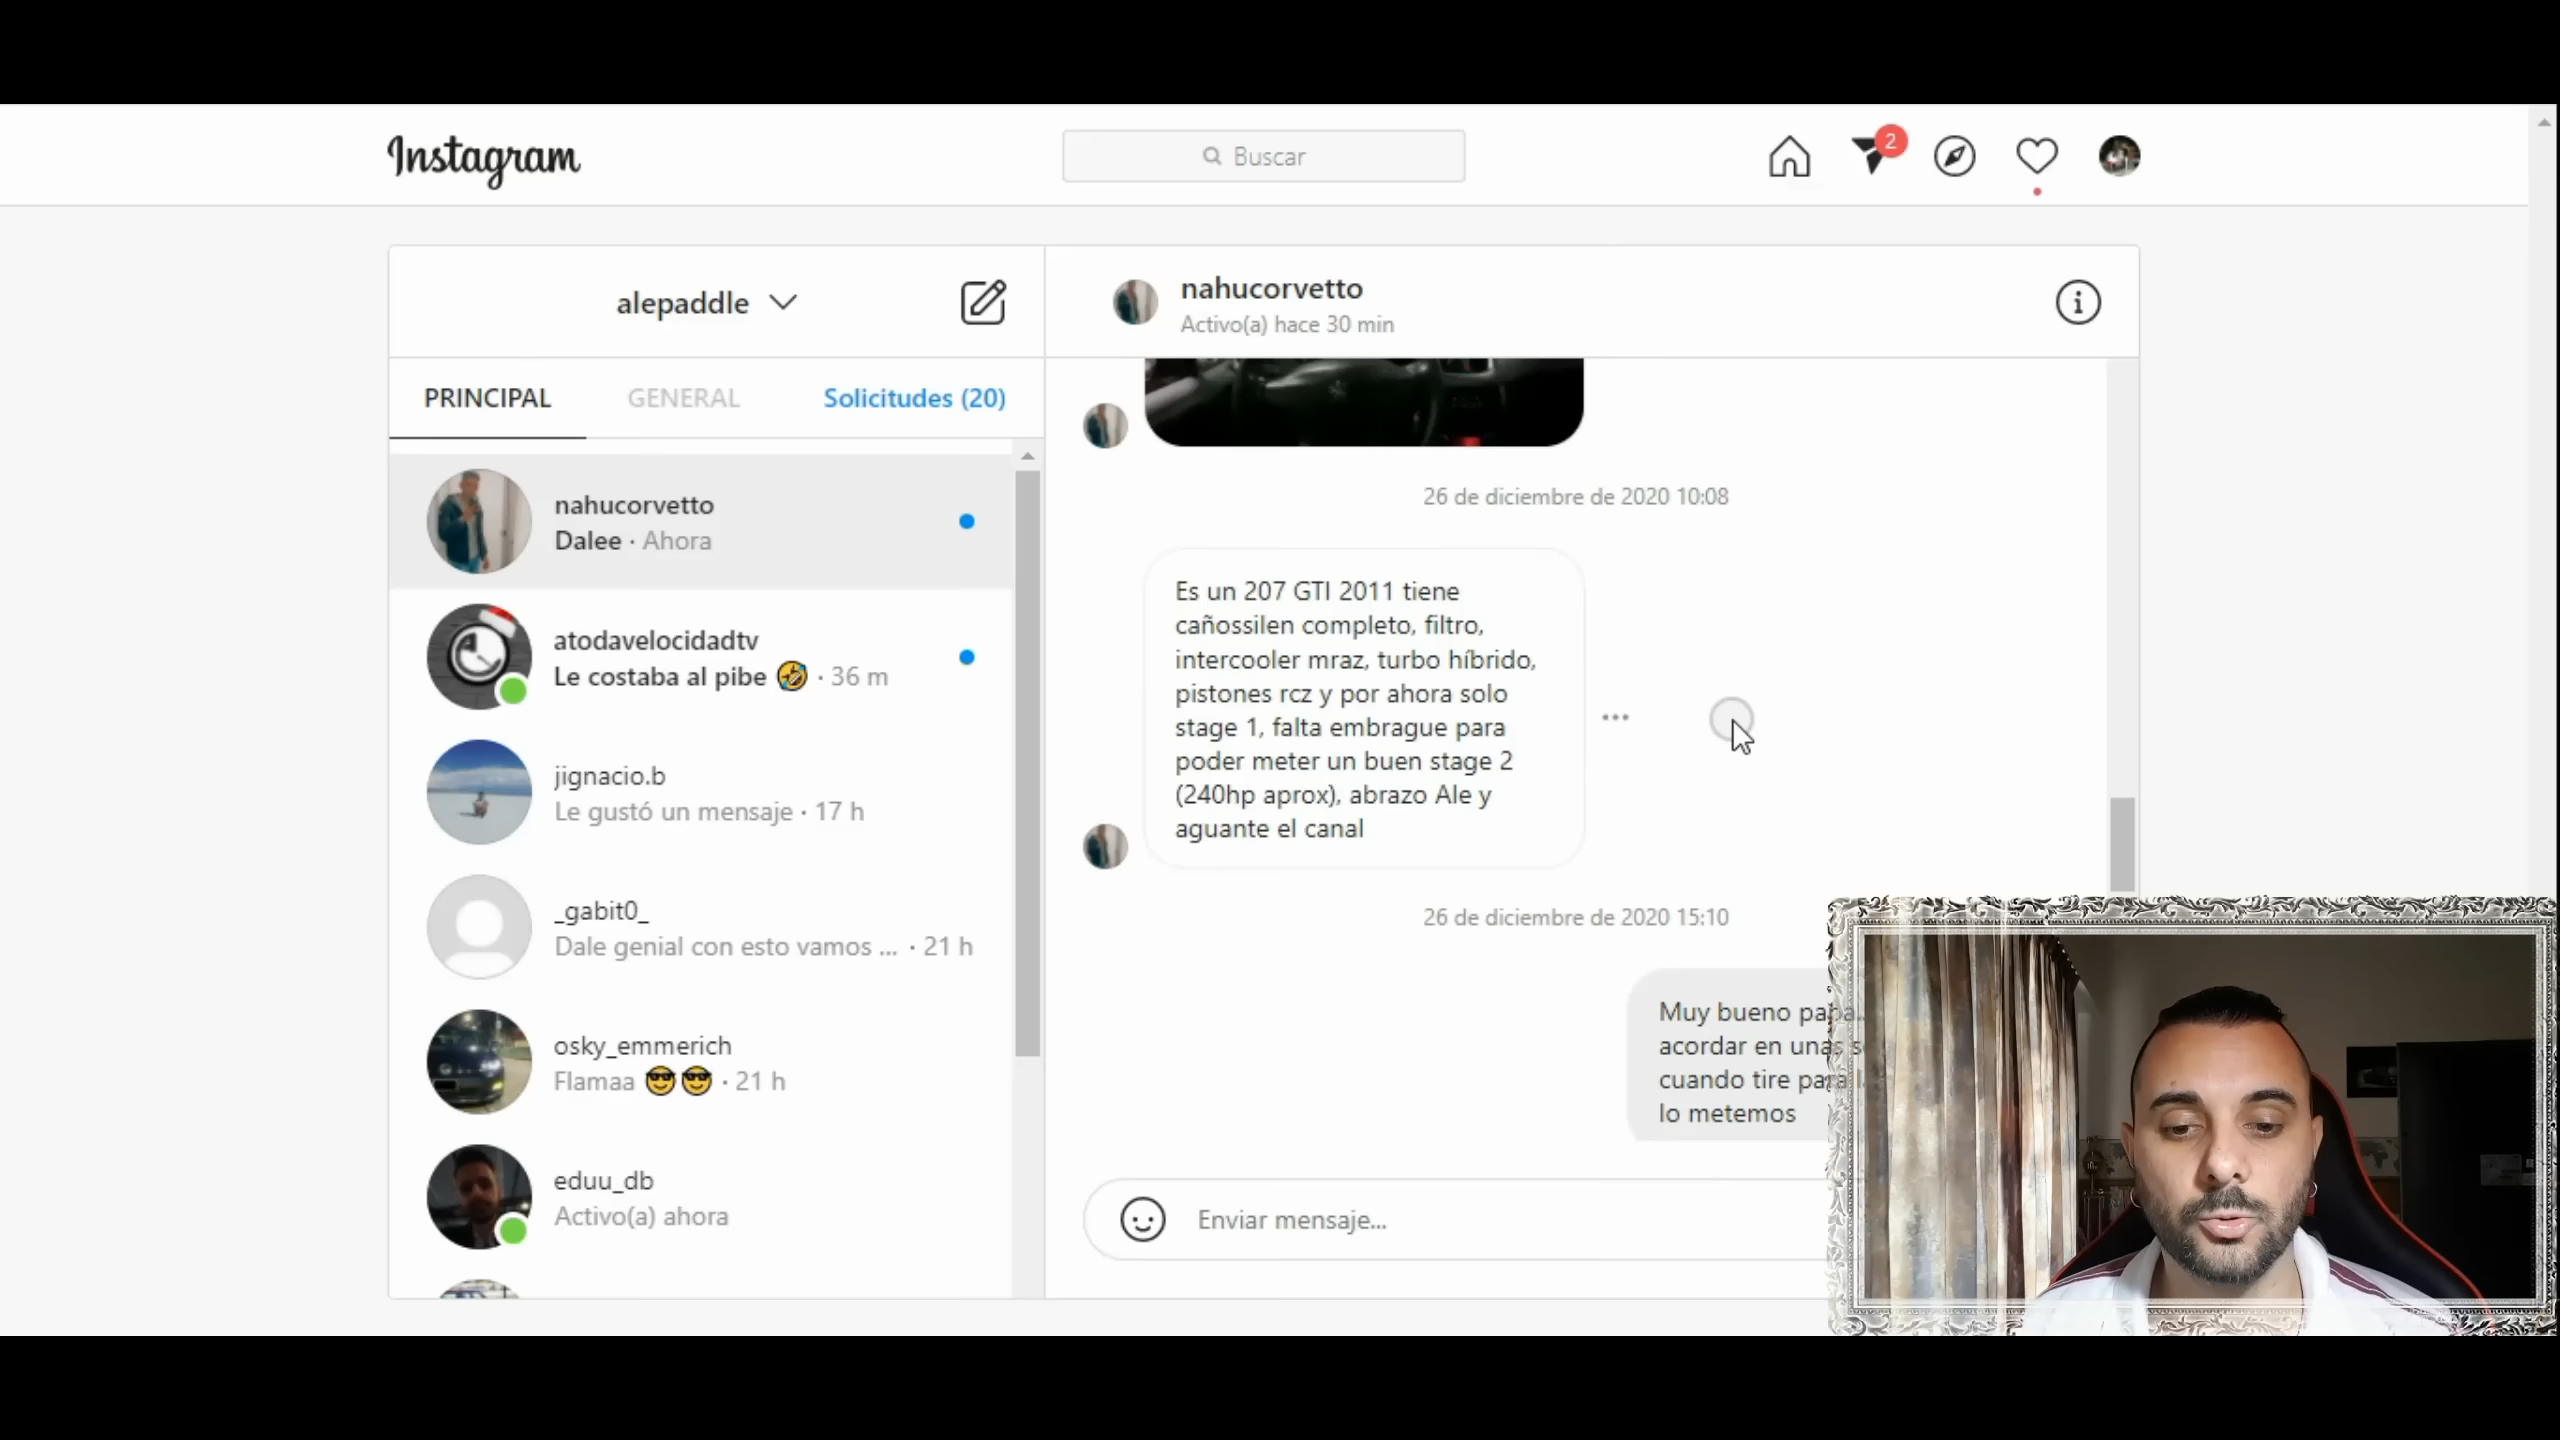 Instagram
Buscar
2
alepaddle
PRINCIPAL
GENERAL
Solicitudes (20)
nahucorvetto
Dalee · Ahora
atodavelocidadtv
Le costaba al pibe 🤣 · 36 m
jignacio.b
Le gustó un mensaje · 17 h
_gabit0_
Dale genial con esto vamos ... · 21 h
osky_emmerich
Flamaa 😎😎 · 21 h
eduu_db
Activo(a) ahora
nahucorvetto
Activo(a) hace 30 min
26 de diciembre de 2020 10:08
Es un 207 GTI 2011 tiene
cañossilen completo, filtro,
intercooler mraz, turbo híbrido,
pistones rcz y por ahora solo
stage 1, falta embrague para
poder meter un buen stage 2
(240hp aprox), abrazo Ale y
aguante el canal
26 de diciembre de 2020 15:10
Muy bueno papa.
acordar en unas
cuando tire para
lo metemos
Enviar mensaje...